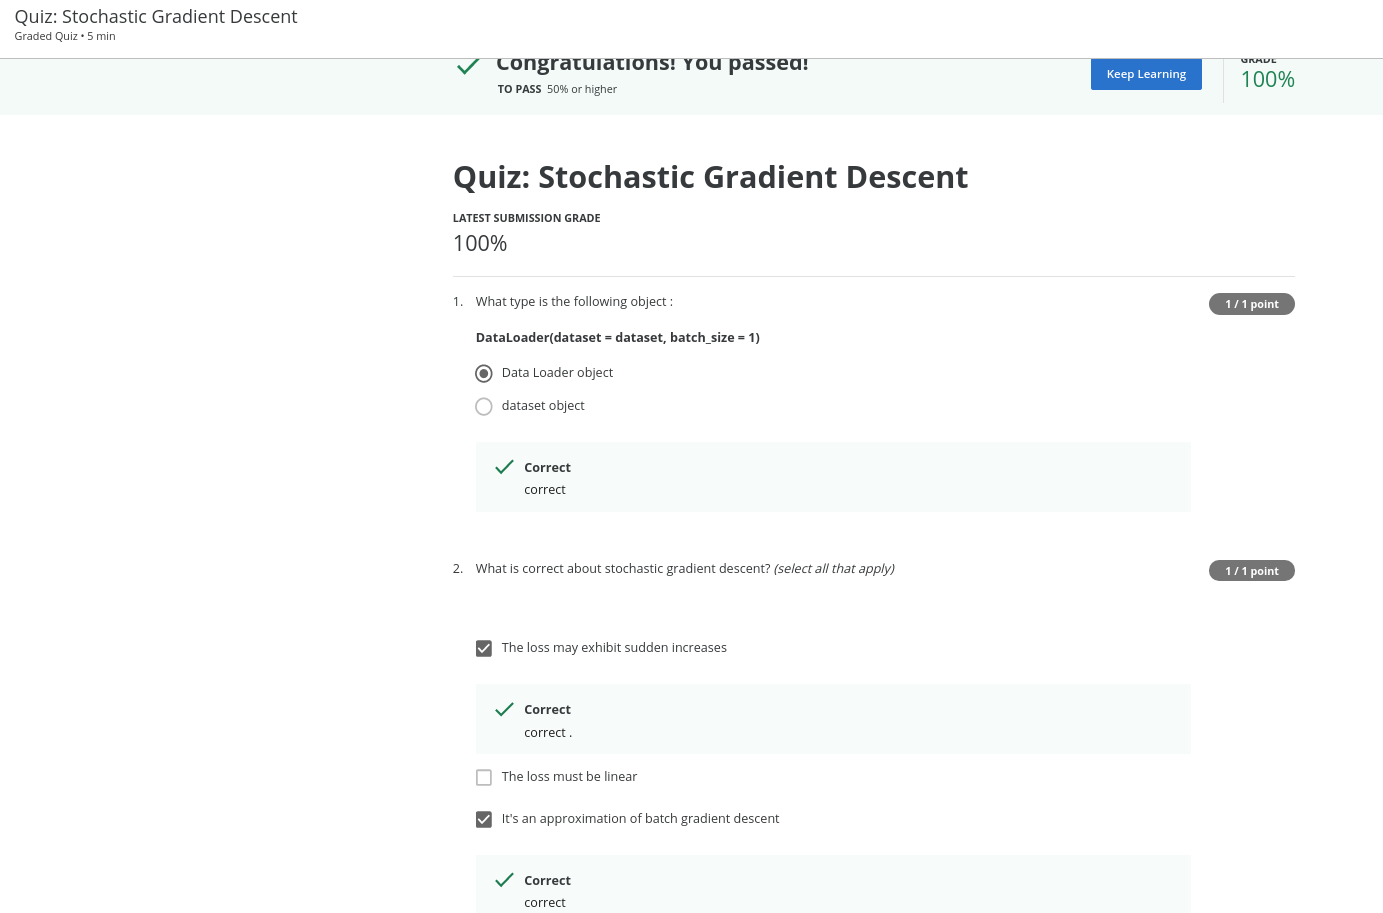 Quiz: Stochastic Gradient Descent
Graded Quiz • 5 min
Congratulations! You passed!
TO PASS 50% or higher
Keep Learning
GRADE
100%
Quiz: Stochastic Gradient Descent
LATEST SUBMISSION GRADE
100%
1. What type is the following object :
1 / 1 point
DataLoader(dataset = dataset, batch_size = 1)
Data Loader object
dataset object
Correct
correct
2. What is correct about stochastic gradient descent? (select all that apply)
1 / 1 point
The loss may exhibit sudden increases
Correct
correct .
The loss must be linear
It's an approximation of batch gradient descent
Correct
correct